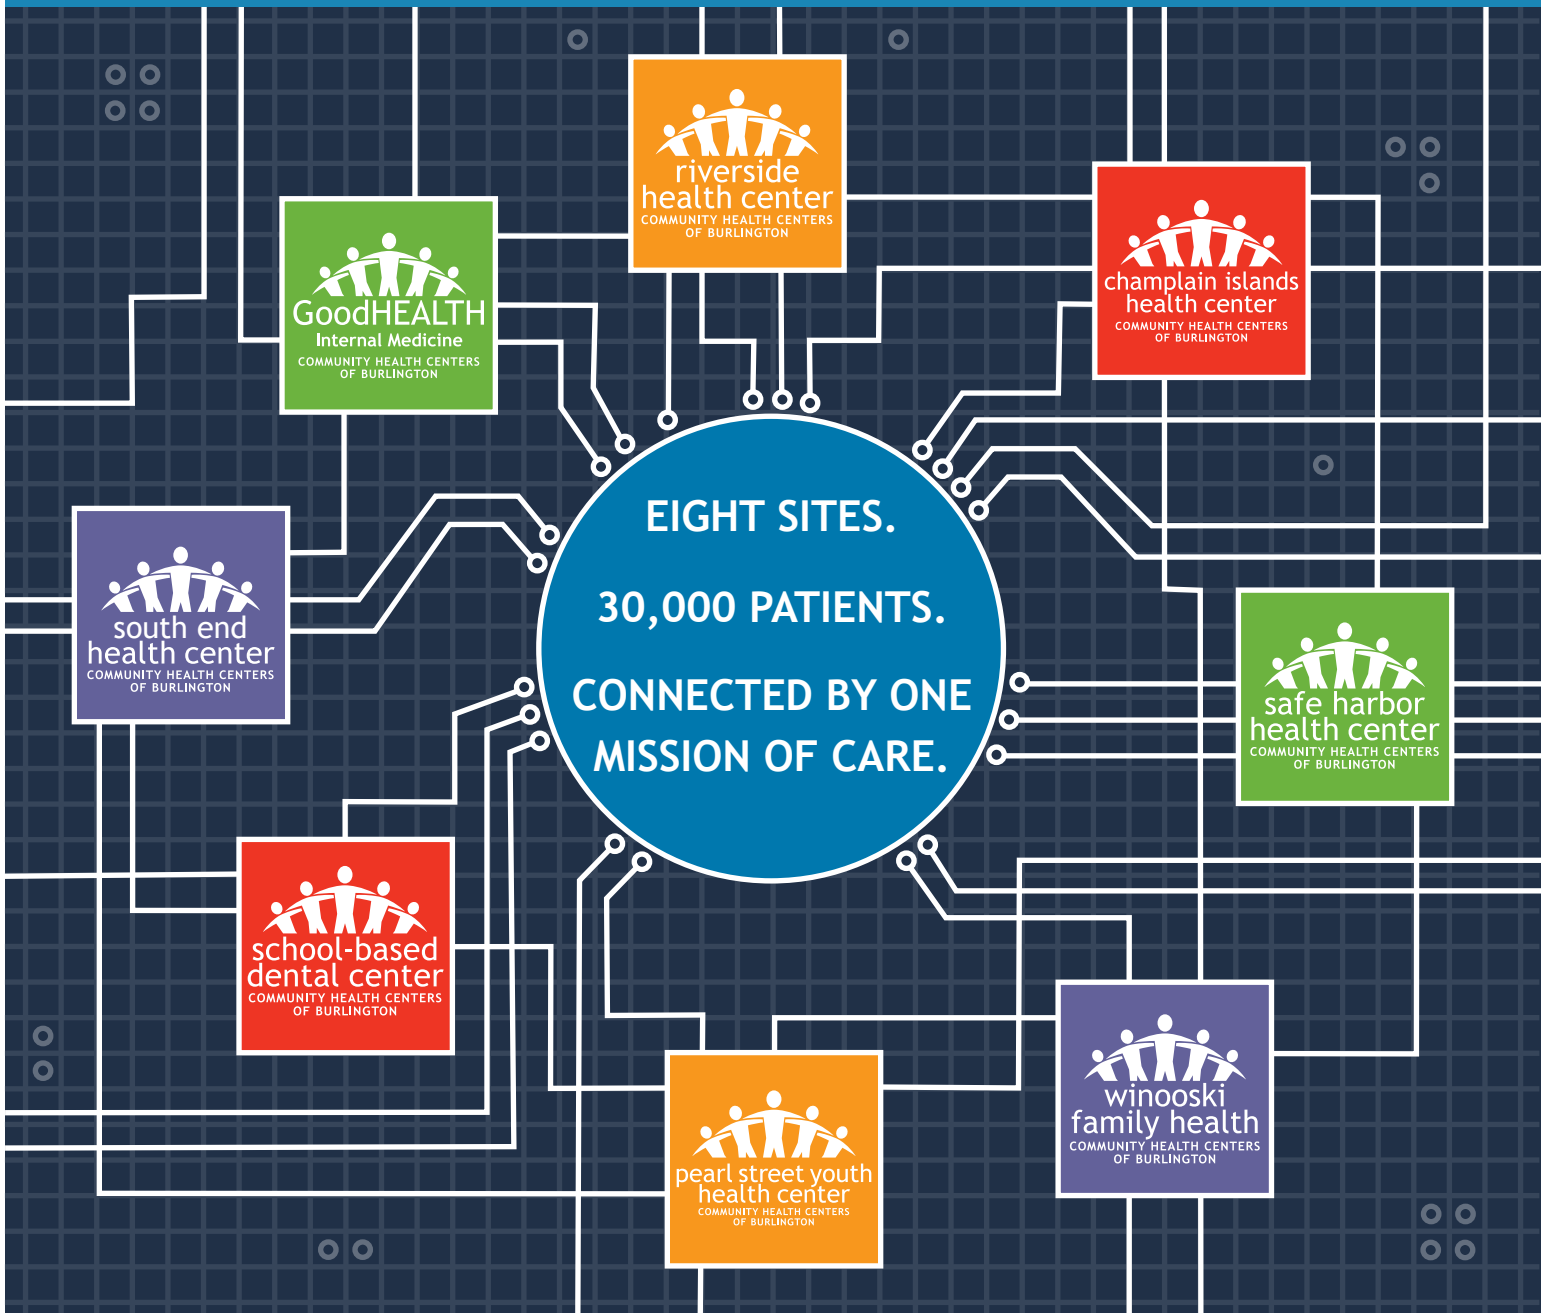 riverside
health center
COMMUNITY HEALTH CENTERS
OF BURLINGTON
champlain islands
health center
COMMUNITY HEALTH CENTERS
OF BURLINGTON
GoodHEALTH
Internal Medicine
COMMUNITY HEALTH CENTERS
OF BURLINGTON
EIGHT SITES.
30,000 PATIENTS.
CONNECTED BY ONE
MISSION OF CARE.
south end
health center
COMMUNITY HEALTH CENTERS
OF BURLINGTON
safe harbor
health center
COMMUNITY HEALTH CENTERS
OF BURLINGTON
school-based
dental center
COMMUNITY HEALTH CENTERS
OF BURLINGTON
winooski
family health
COMMUNITY HEALTH CENTERS
OF BURLINGTON
pearl street youth
health center
COMMUNITY HEALTH CENTERS
OF BURLINGTON